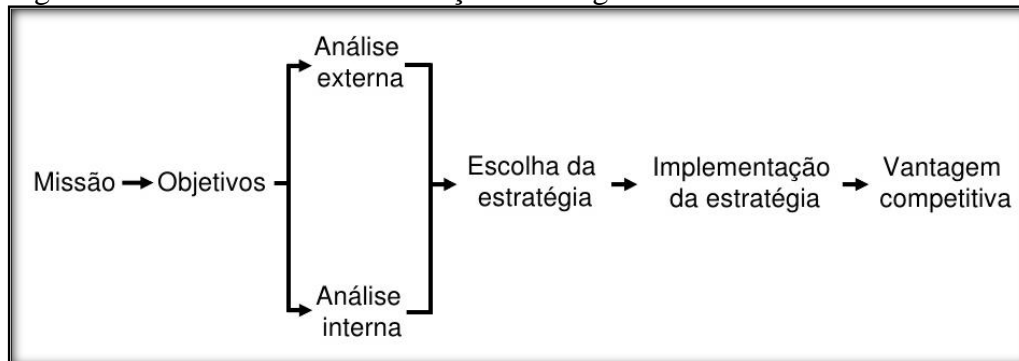 Análise
externa
Missão
Objetivos
Escolha da
estratégia
Implementação
da estratégia
Vantagem
competitiva
Análise
interna